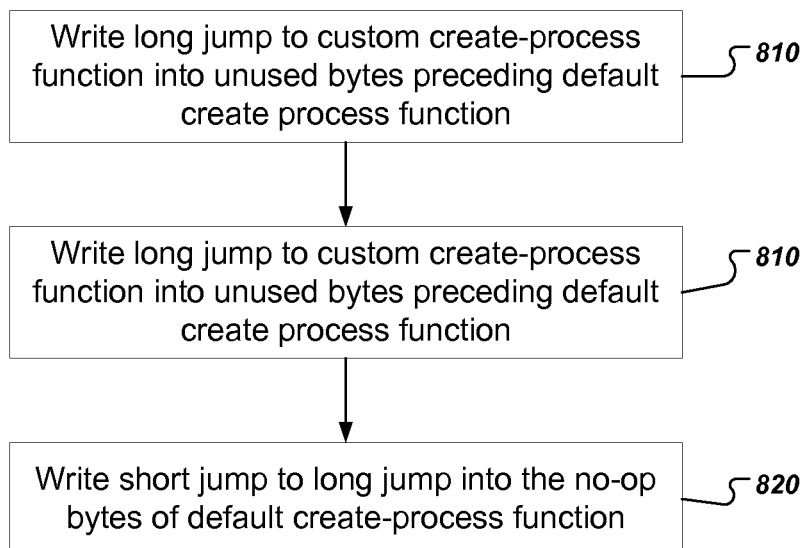 Write long jump to custom create-process
function into unused bytes preceding default
create process function
810
Write long jump to custom create-process
function into unused bytes preceding default
create process function
810
Write short jump to long jump into the no-op
bytes of default create-process function
820